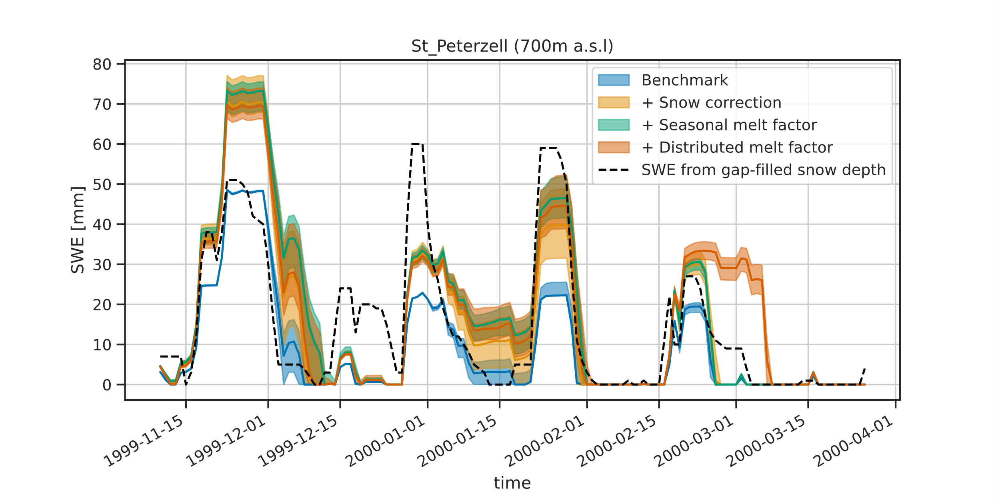 St_Peterzell (700m a.s.l)
80
70
60
50
40
30
20
10
0
SWE [mm]
Benchmark
+ Snow correction
+ Seasonal melt factor
+ Distributed melt factor
SWE from gap-filled snow depth
1999-11-15
1999-12-01
1999-12-15
2000-01-01
2000-01-15
2000-02-01
2000-02-15
2000-03-01
2000-03-15
2000-04-01
time